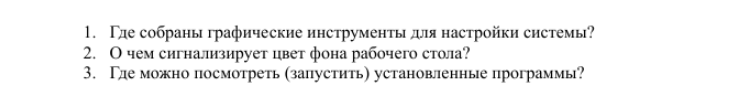 1. Где собраны графические инструменты для настройки системы?
2. О чем сигнализирует цвет фона рабочего стола?
3. Где можно посмотреть (запустить) установленные программы?